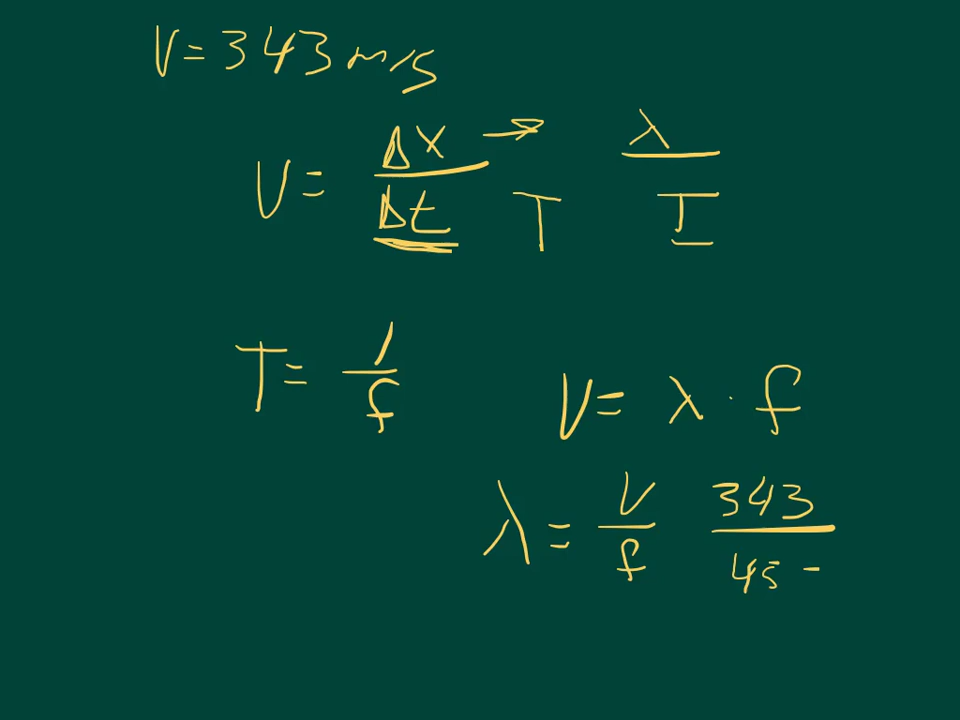 V = 343 m/s
V = Δx/Δt → λ/T
T
T = 1/f
V = λ · f
λ = V/f 343/45 -